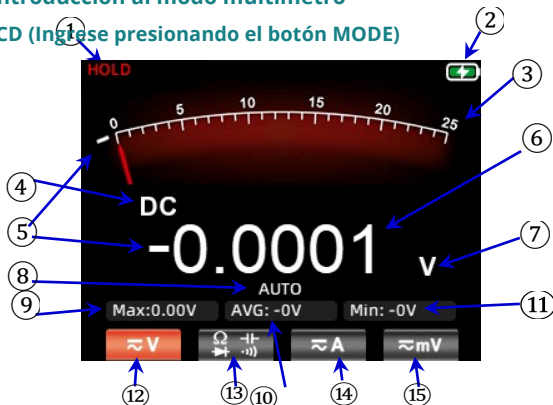 ntroducción al modo multímetro
CD (Ingrese presionando el botón MODE)
① ②
HOLD
③
0 5 10 15 20 25
⑥
④ DC
⑤ -0.0001 V ⑦
⑧ AUTO
⑨ Max:0.00V AVG: -0V Min: -0V ⑪
≂V Ω ≂A ≂mV
⑫ ⑬ ⑩ ⑭ ⑮